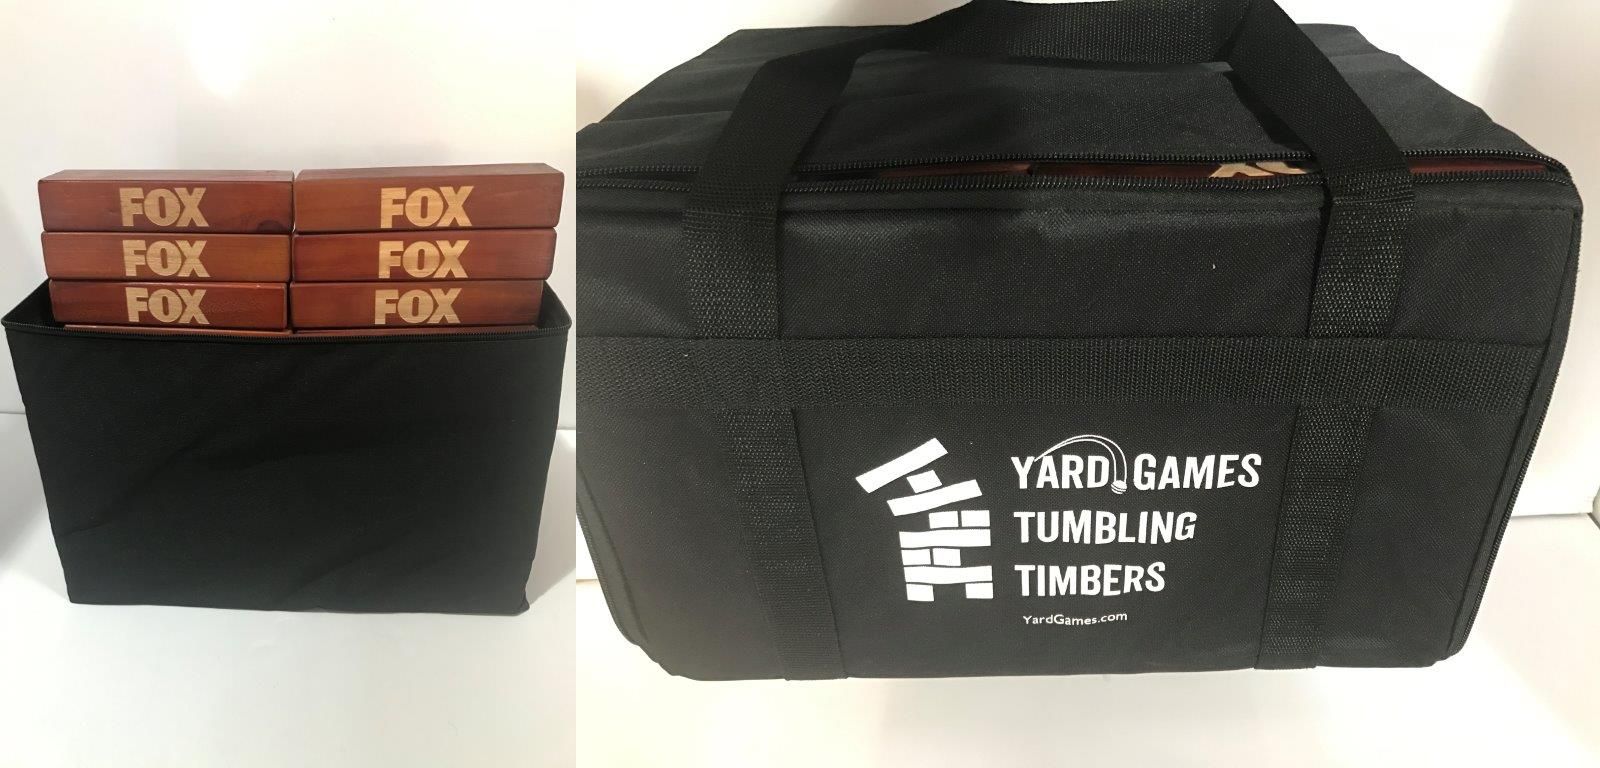 FOX FOX
FOX FOX
FOX FOX
YARD GAMES
TUMBLING
TIMBERS
YardGames.com